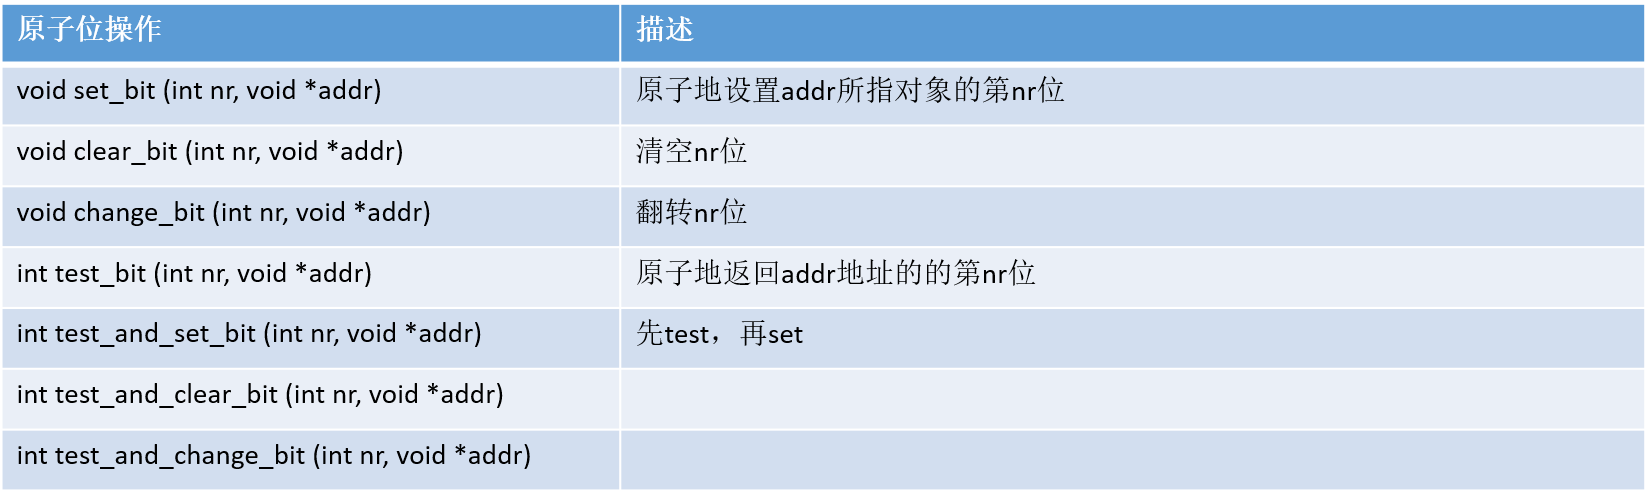 原子位操作 描述
void set_bit (int nr, void *addr) 原子地设置addr所指对象的第nr位
void clear_bit (int nr, void *addr) 清空nr位
void change_bit (int nr, void *addr) 翻转nr位
int test_bit (int nr, void *addr) 原子地返回addr地址的的第nr位
int test_and_set_bit (int nr, void *addr) 先test，再set
int test_and_clear_bit (int nr, void *addr)
int test_and_change_bit (int nr, void *addr)